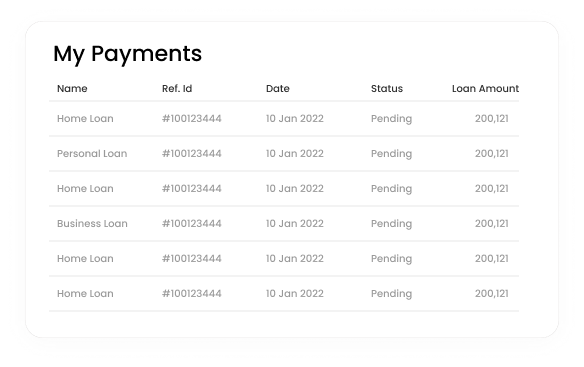 My Payments
Name Ref. Id Date Status Loan Amount
Home Loan #100123444 10 Jan 2022 Pending 200,121
Personal Loan #100123444 10 Jan 2022 Pending 200,121
Home Loan #100123444 10 Jan 2022 Pending 200,121
Business Loan #100123444 10 Jan 2022 Pending 200,121
Home Loan #100123444 10 Jan 2022 Pending 200,121
Home Loan #100123444 10 Jan 2022 Pending 200,121